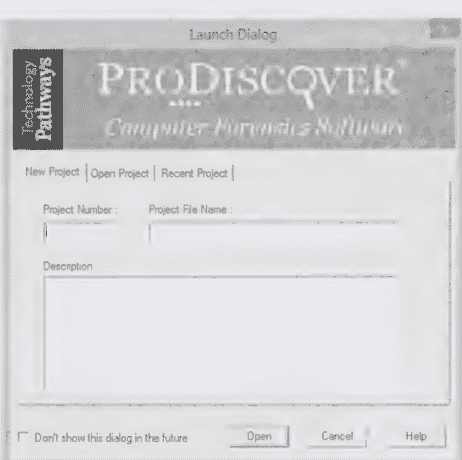 Launch Dialog
Technology
Pathways
PRODISCOVER
Computer Forensics Software
New Project
Open Project
Recent Project
Project Number :
Project File Name :
Description
Don't show this dialog in the future
Open
Cancel
Help